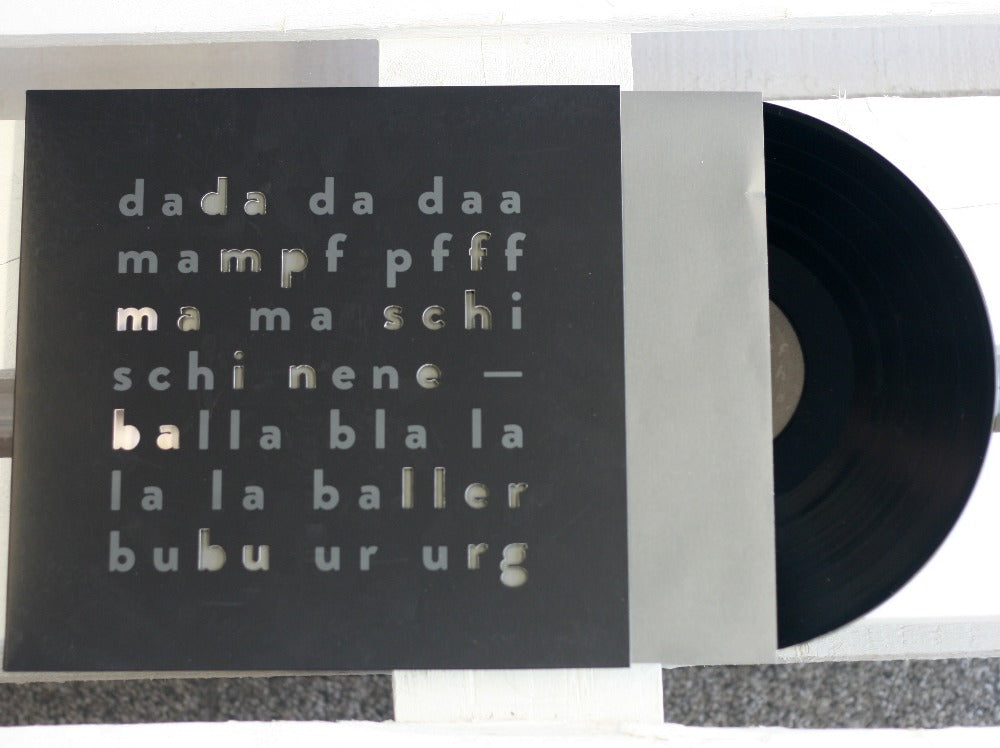 dada da daa
mampf pfff
ma ma schi
schi nene —
balla bla la
la la baller
bubu ur urg